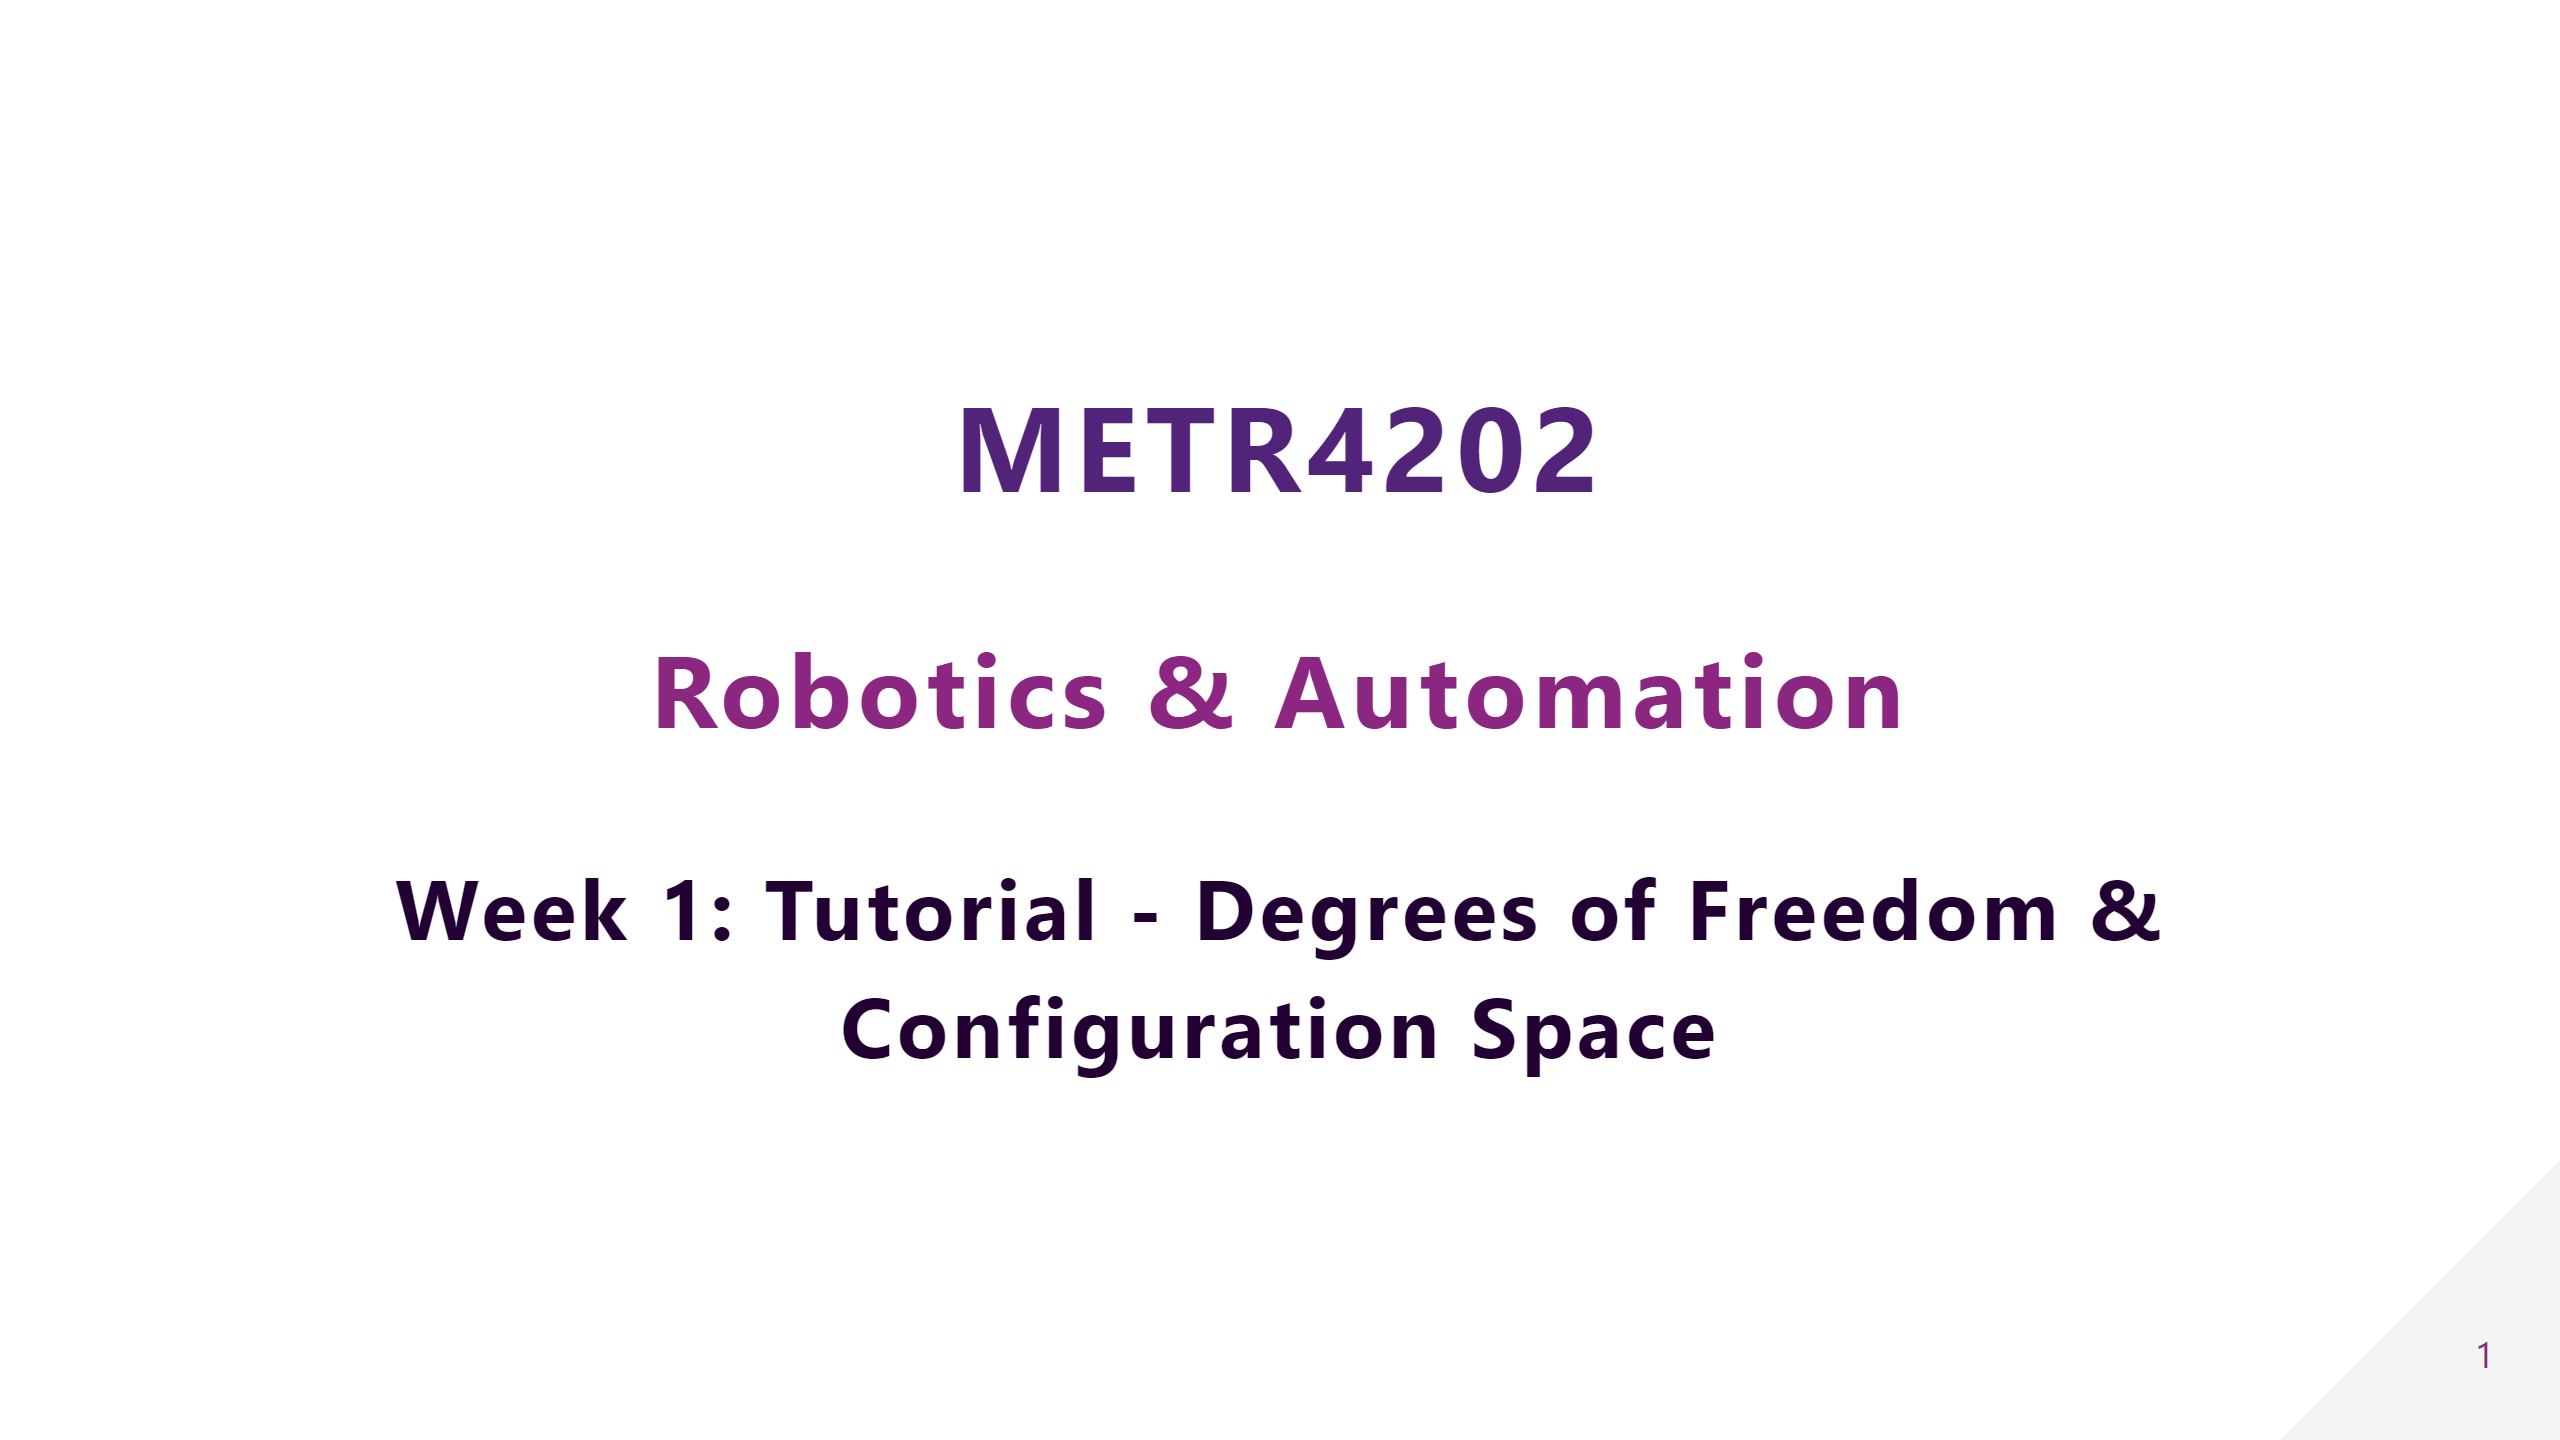 METR4202
Robotics & Automation
Week 1: Tutorial - Degrees of Freedom &
Configuration Space
1